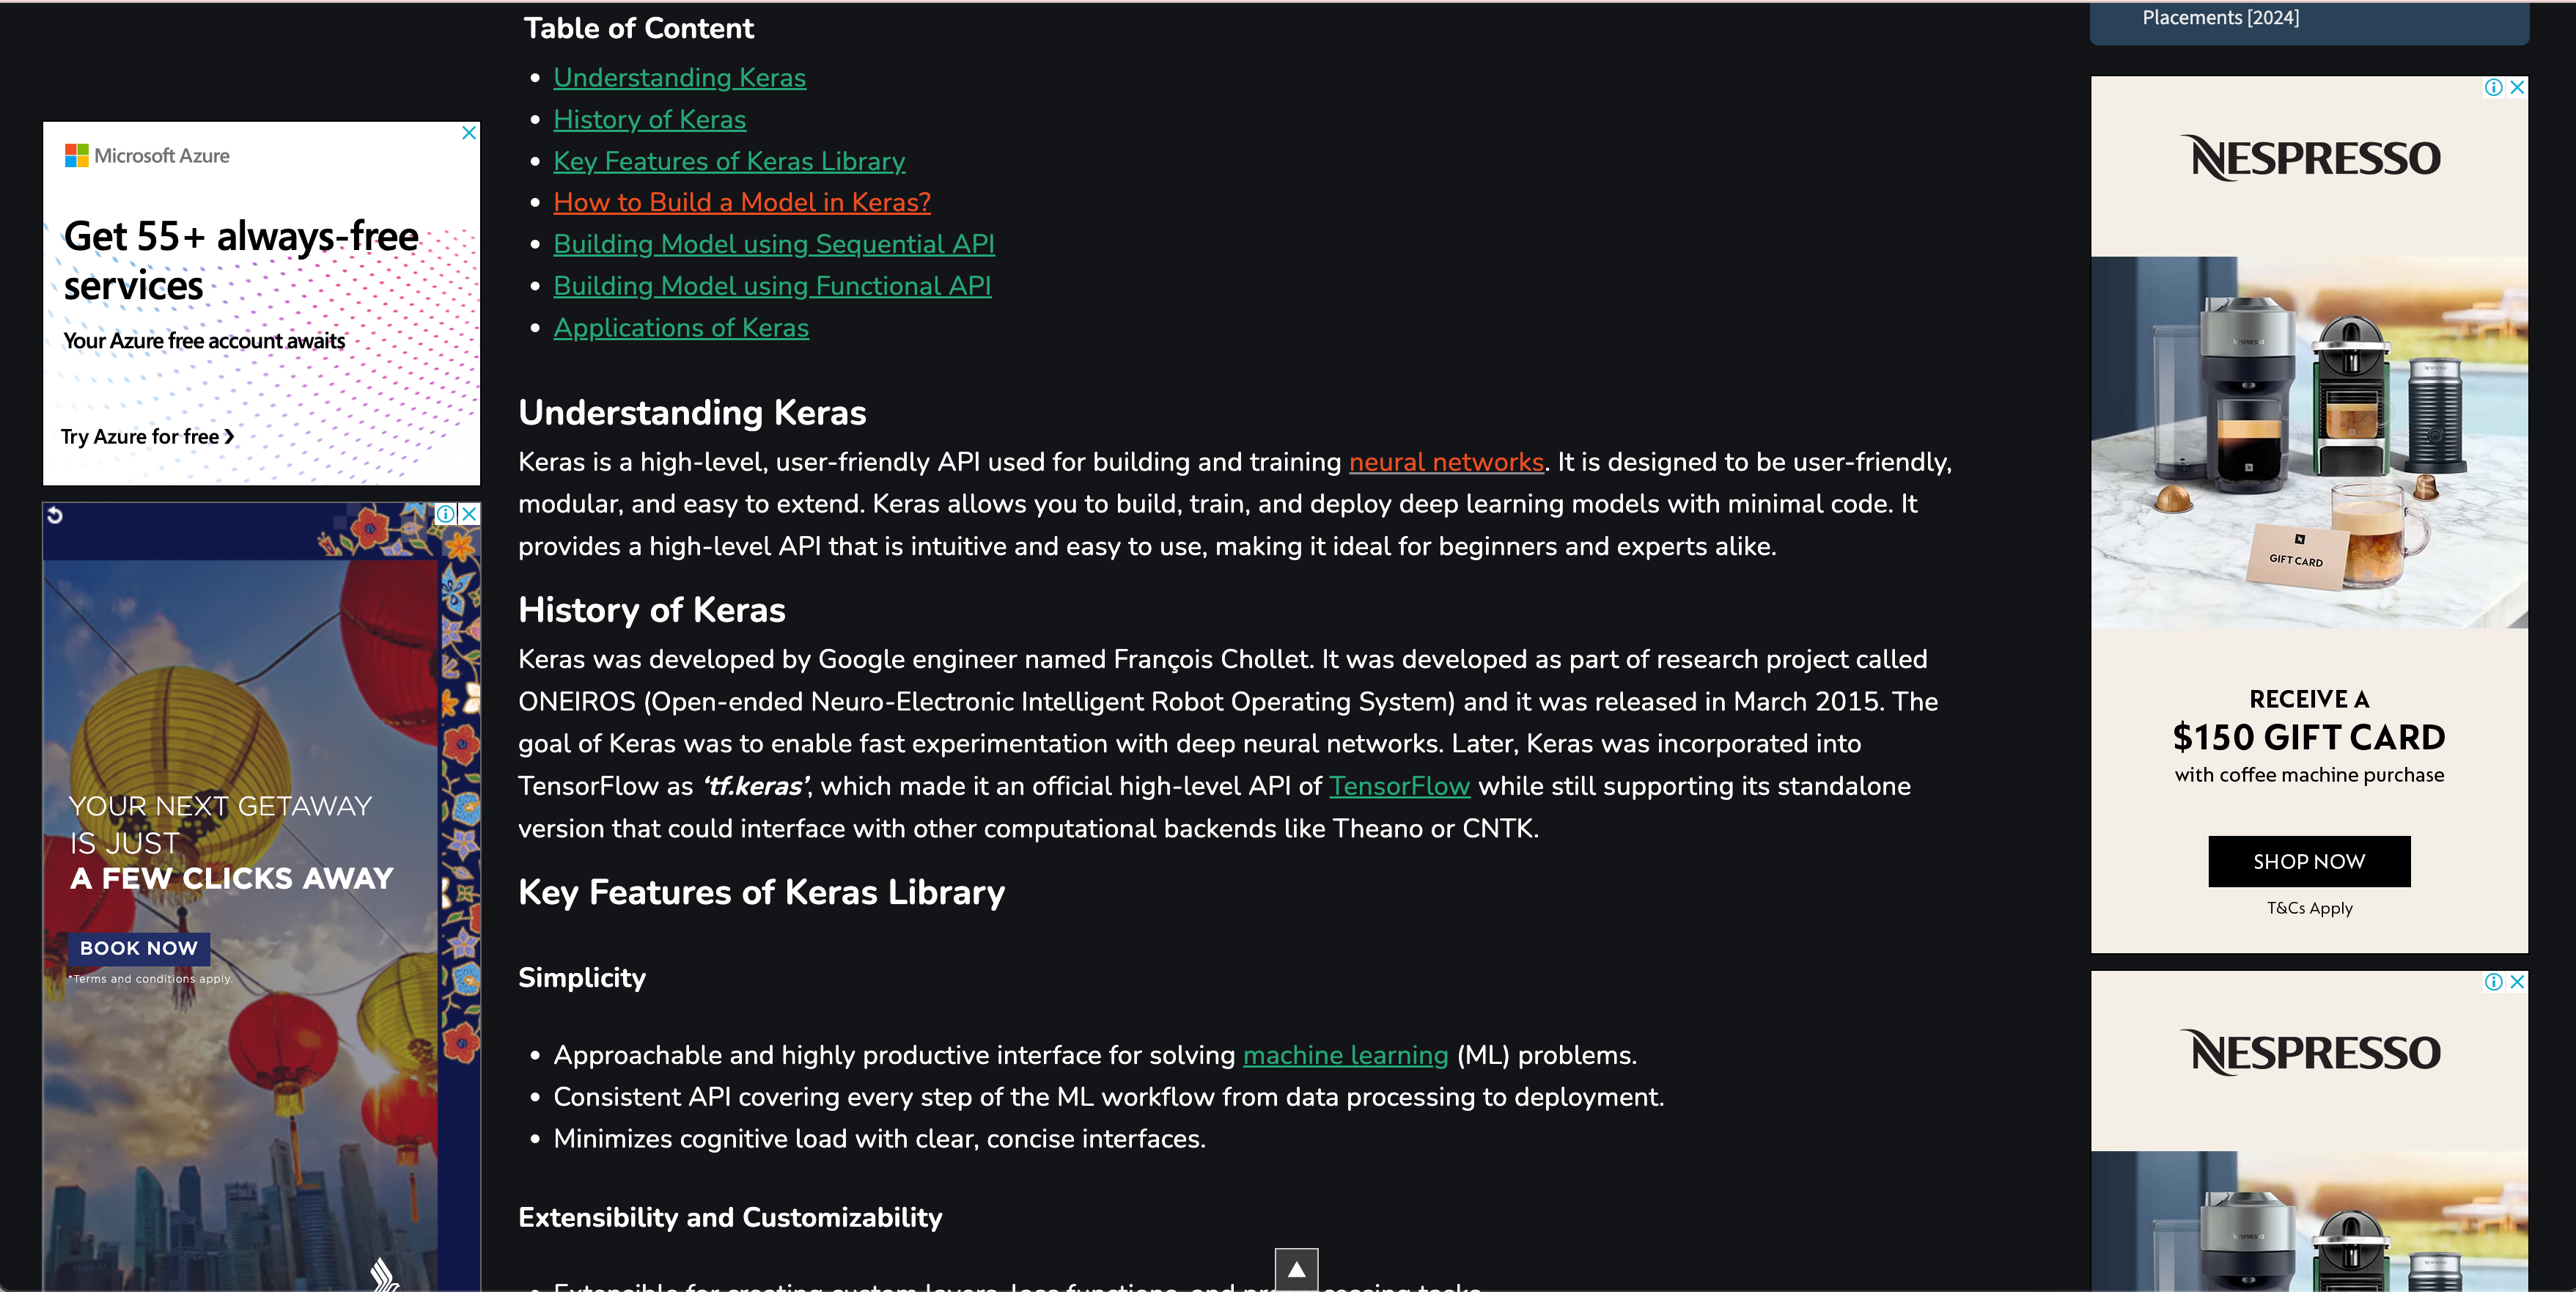 Table of Content
Understanding Keras
History of Keras
Key Features of Keras Library
How to Build a Model in Keras?
Building Model using Sequential API
Building Model using Functional API
Applications of Keras
Understanding Keras
Keras is a high-level, user-friendly API used for building and training neural networks. It is designed to be user-friendly,
modular, and easy to extend. Keras allows you to build, train, and deploy deep learning models with minimal code. It
provides a high-level API that is intuitive and easy to use, making it ideal for beginners and experts alike.
History of Keras
Keras was developed by Google engineer named François Chollet. It was developed as part of research project called
ONEIROS (Open-ended Neuro-Electronic Intelligent Robot Operating System) and it was released in March 2015. The
goal of Keras was to enable fast experimentation with deep neural networks. Later, Keras was incorporated into
TensorFlow as ‘tf.keras’, which made it an official high-level API of TensorFlow while still supporting its standalone
version that could interface with other computational backends like Theano or CNTK.
Key Features of Keras Library
Simplicity
Approachable and highly productive interface for solving machine learning (ML) problems.
Consistent API covering every step of the ML workflow from data processing to deployment.
Minimizes cognitive load with clear, concise interfaces.
Extensibility and Customizability
Extensible for creating custom layers, loss functions, and
Microsoft Azure
Get 55+ always-free
services
Your Azure free account awaits
Try Azure for free
YOUR NEXT GETAWAY
IS JUST
A FEW CLICKS AWAY
BOOK NOW
*Terms and conditions apply.
Placements [2024]
NESPRESSO
GIFT CARD
RECEIVE A
$150 GIFT CARD
with coffee machine purchase
SHOP NOW
T&Cs Apply
NESPRESSO